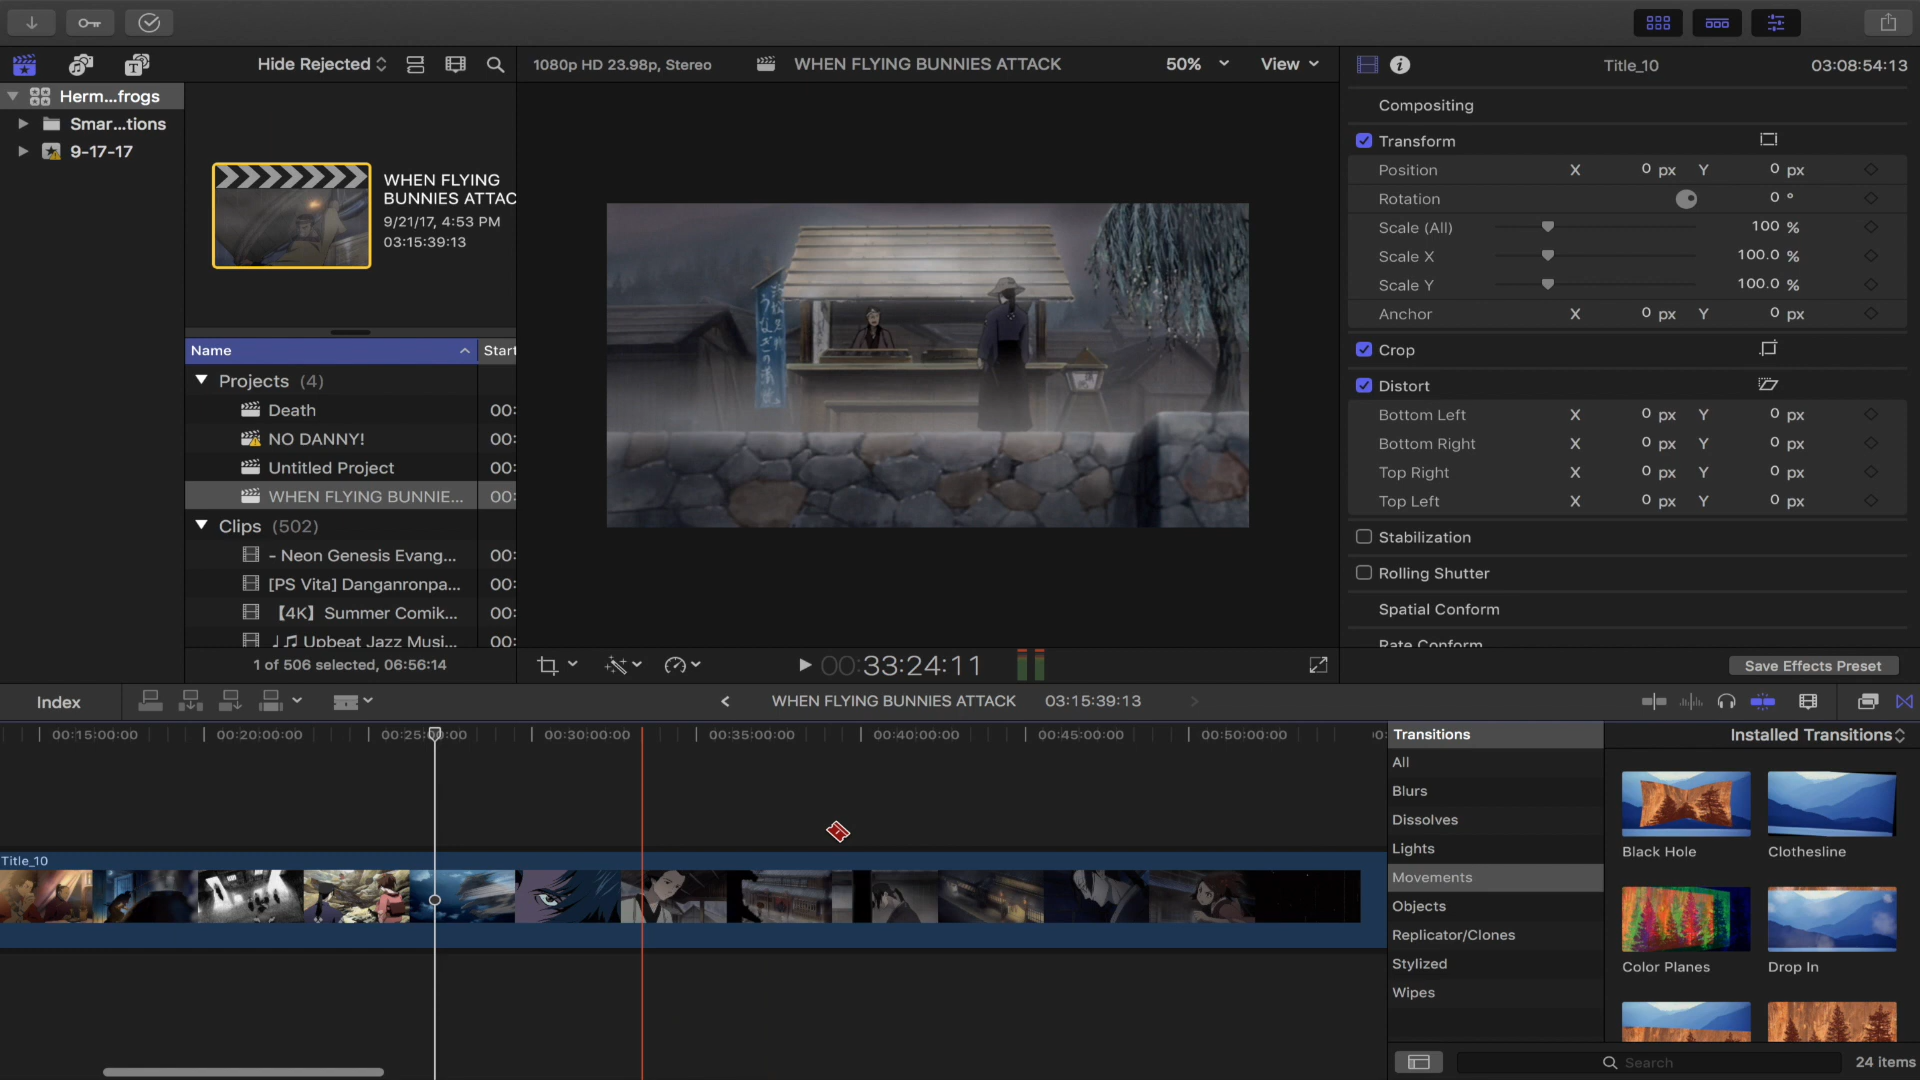 Hide Rejected
1080p HD 23.98p, Stereo
WHEN FLYING BUNNIES ATTACK
50%
View
Title_10
03:08:54:13
Herm...frogs
Smar...tions
9-17-17
WHEN FLYING
BUNNIES ATTAC
9/21/17, 4:53 PM
03:15:39:13
Name
Start
Projects (4)
Death 00:
NO DANNY! 00:
Untitled Project 00:
WHEN FLYING BUNNIE... 00:
Clips (502)
- Neon Genesis Evang... 00:
[PS Vita] Danganronpa... 00:
【4K】Summer Comik... 00:
♩♫ Upbeat Jazz Musi... 00:
1 of 506 selected, 06:56:14
00:33:24:11
Compositing
Transform
Position X 0 px Y 0 px
Rotation 0 °
Scale (All) 100 %
Scale X 100.0 %
Scale Y 100.0 %
Anchor X 0 px Y 0 px
Crop
Distort
Bottom Left X 0 px Y 0 px
Bottom Right X 0 px Y 0 px
Top Right X 0 px Y 0 px
Top Left X 0 px Y 0 px
Stabilization
Rolling Shutter
Spatial Conform
Rate Conform
Save Effects Preset
Index
WHEN FLYING BUNNIES ATTACK 03:15:39:13
00:15:00:00 00:20:00:00 00:25:00:00 00:30:00:00 00:35:00:00 00:40:00:00 00:45:00:00 00:50:00:00
Title_10
Transitions
Installed Transitions
All
Blurs
Dissolves
Lights
Movements
Objects
Replicator/Clones
Stylized
Wipes
Black Hole
Clothesline
Color Planes
Drop In
Search
24 items